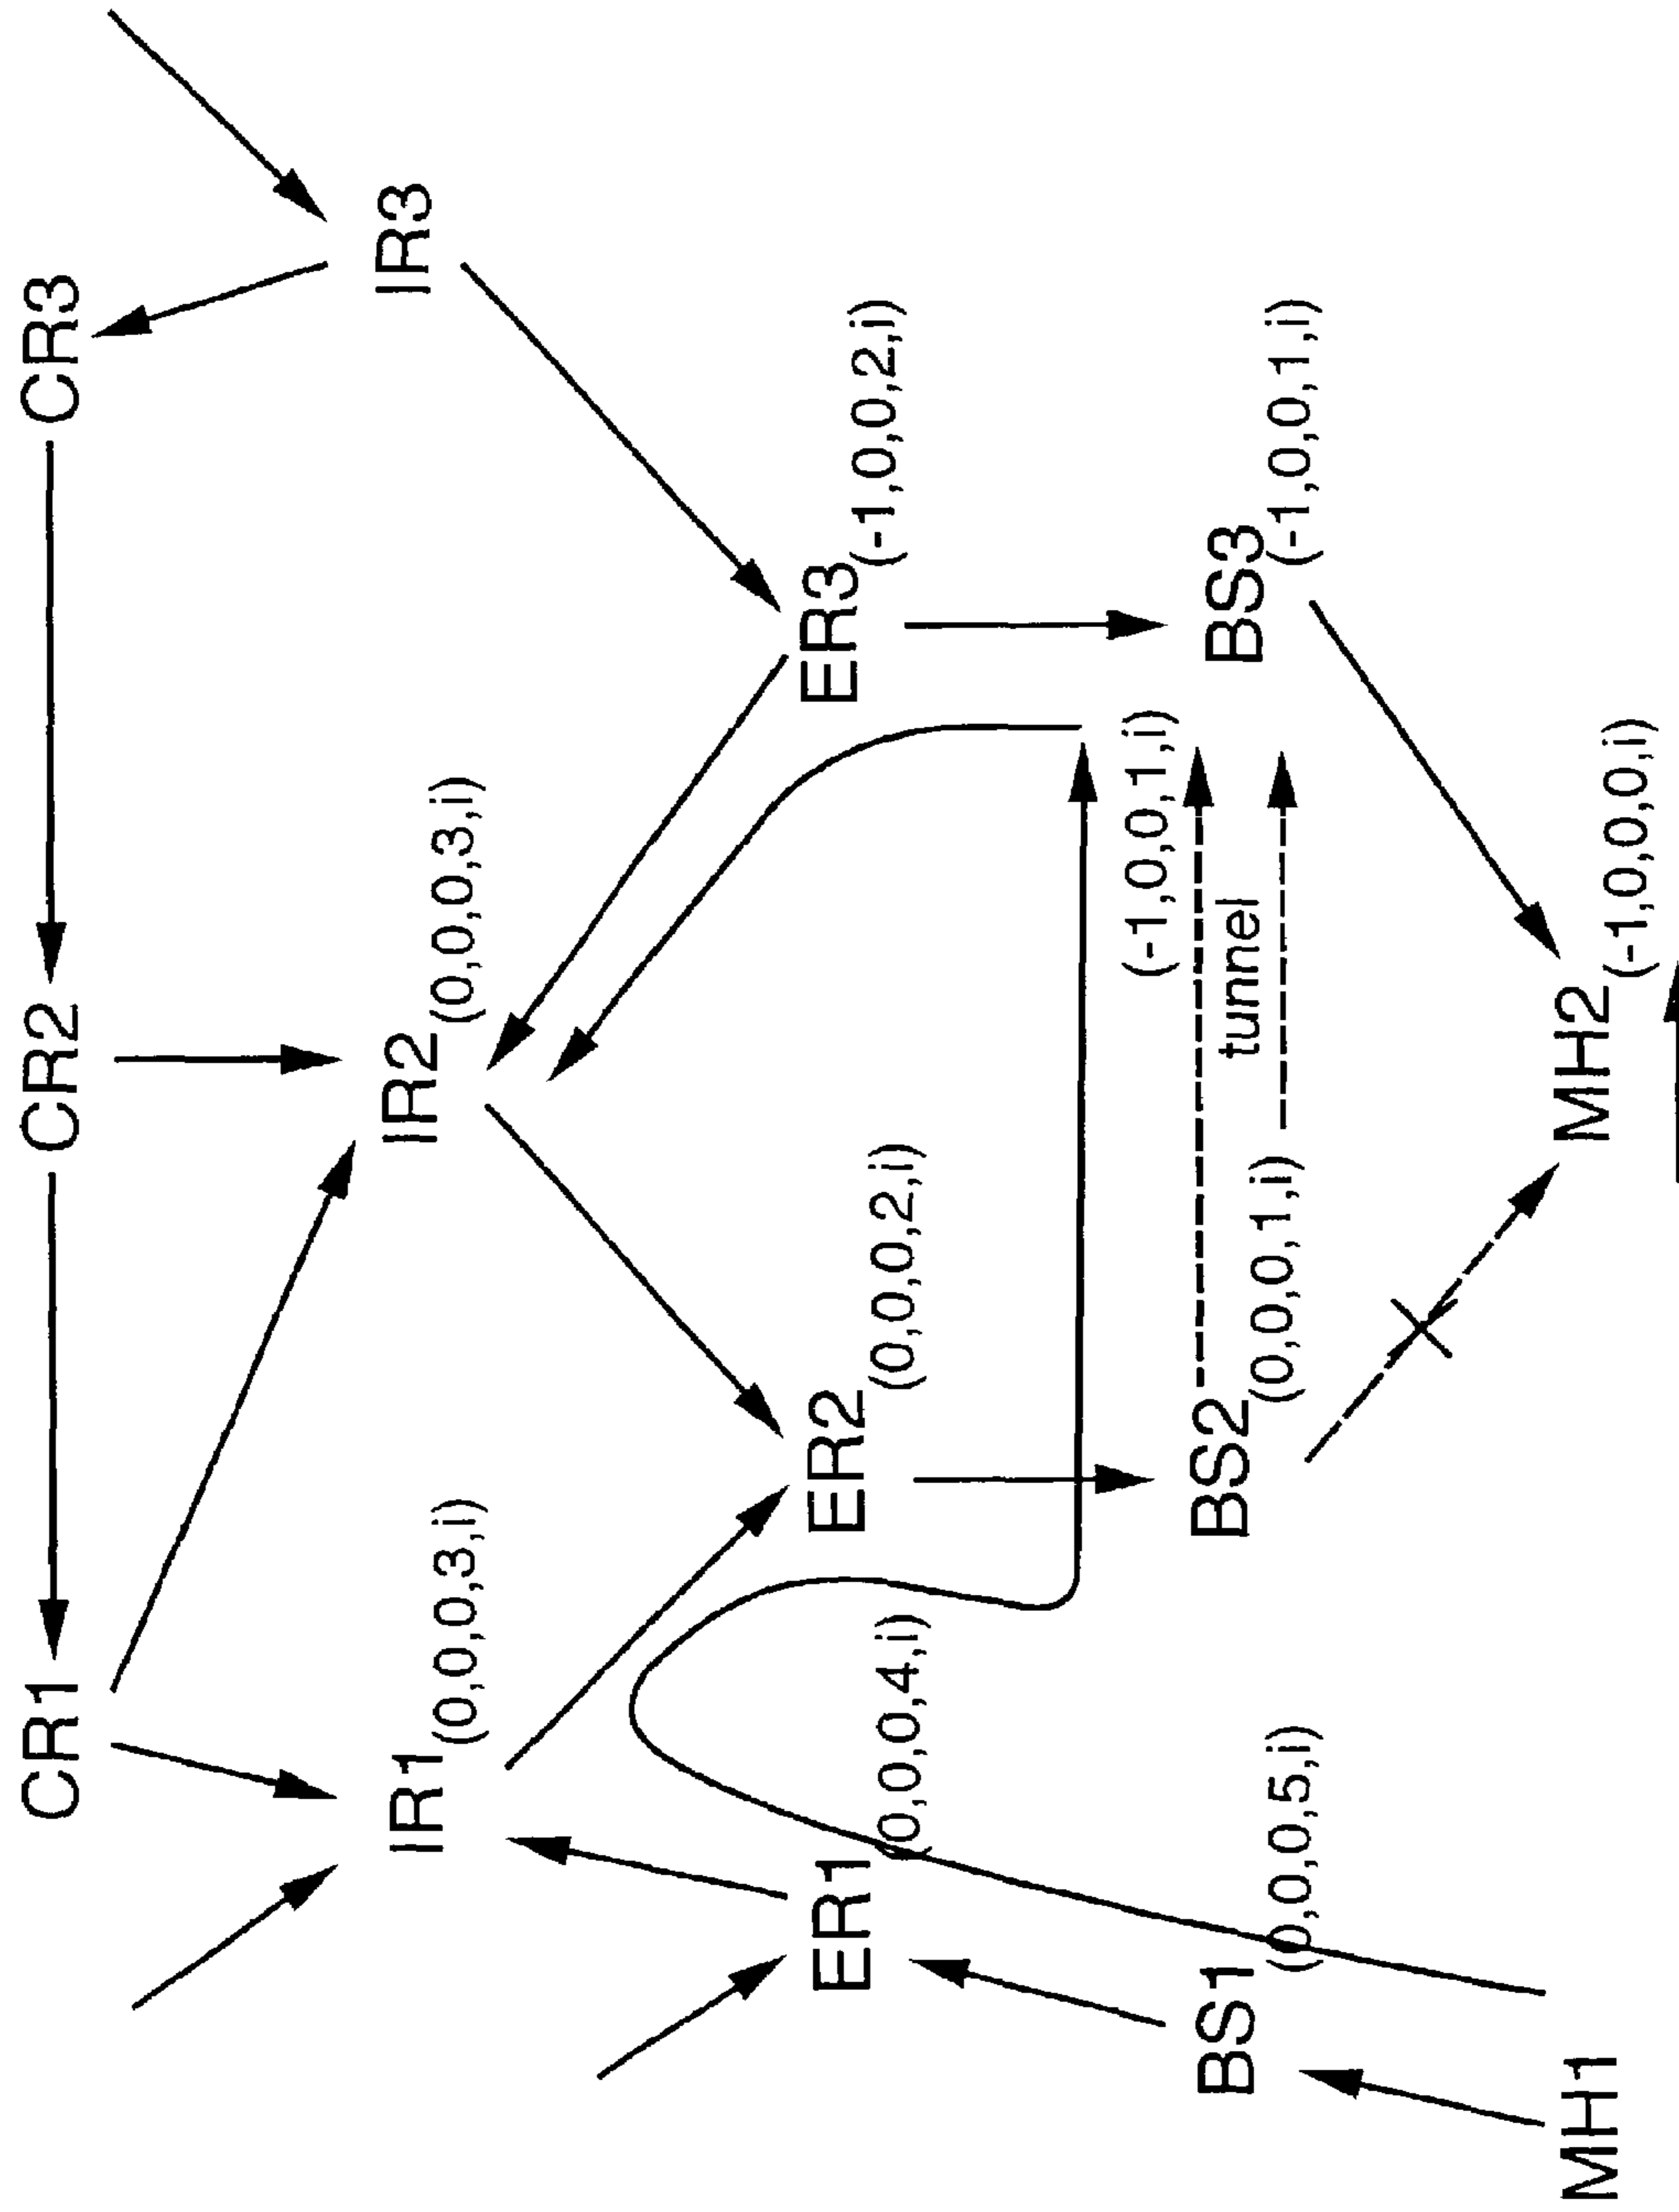 CR1
CR2
CR3
IR1
(0,0,0,3,i)
IR2
(0,0,0,3,i)
IR3
ER1
(0,0,0,4,i)
ER2
(0,0,0,2,i)
ER3
(-1,0,0,2,i)
BS1
(0,0,0,5,i)
BS2
(0,0,0,1,i)
(-1,0,0,1,i)
tunnel
BS3
(-1,0,0,1,i)
MH1
MH2
(-1,0,0,0,i)